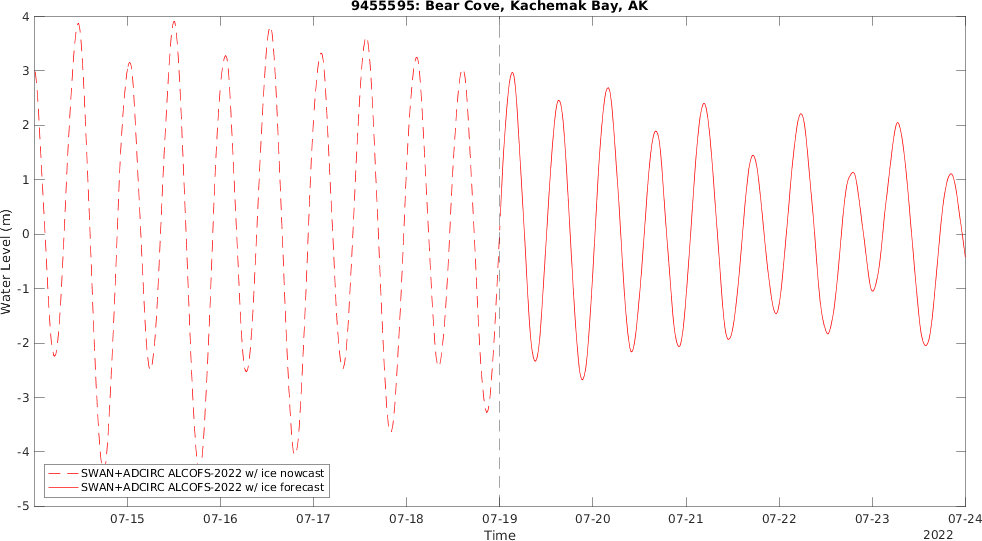 9455595: Bear Cove, Kachemak Bay, AK
Water Level (m)
4
3
2
1
0
-1
-2
-3
-4
-5
SWAN+ADCIRC ALCOFS-2022 w/ ice nowcast
SWAN+ADCIRC ALCOFS-2022 w/ ice forecast
07-15 07-16 07-17 07-18 07-19 07-20 07-21 07-22 07-23 07-24
Time
2022